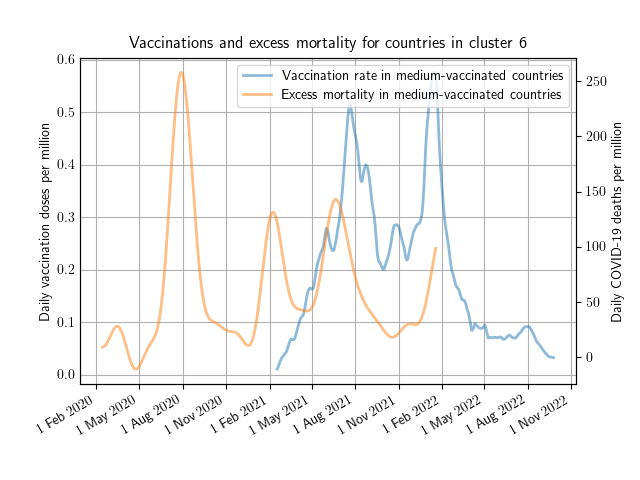 Vaccinations and excess mortality for countries in cluster 6
Vaccination rate in medium-vaccinated countries
Excess mortality in medium-vaccinated countries
Daily vaccination doses per million
0.6
0.5
0.4
0.3
0.2
0.1
0.0
250
200
150
100
50
0
Daily COVID-19 deaths per million
1 Feb 2020
1 May 2020
1 Aug 2020
1 Nov 2020
1 Feb 2021
1 May 2021
1 Aug 2021
1 Nov 2021
1 Feb 2022
1 May 2022
1 Aug 2022
1 Nov 2022